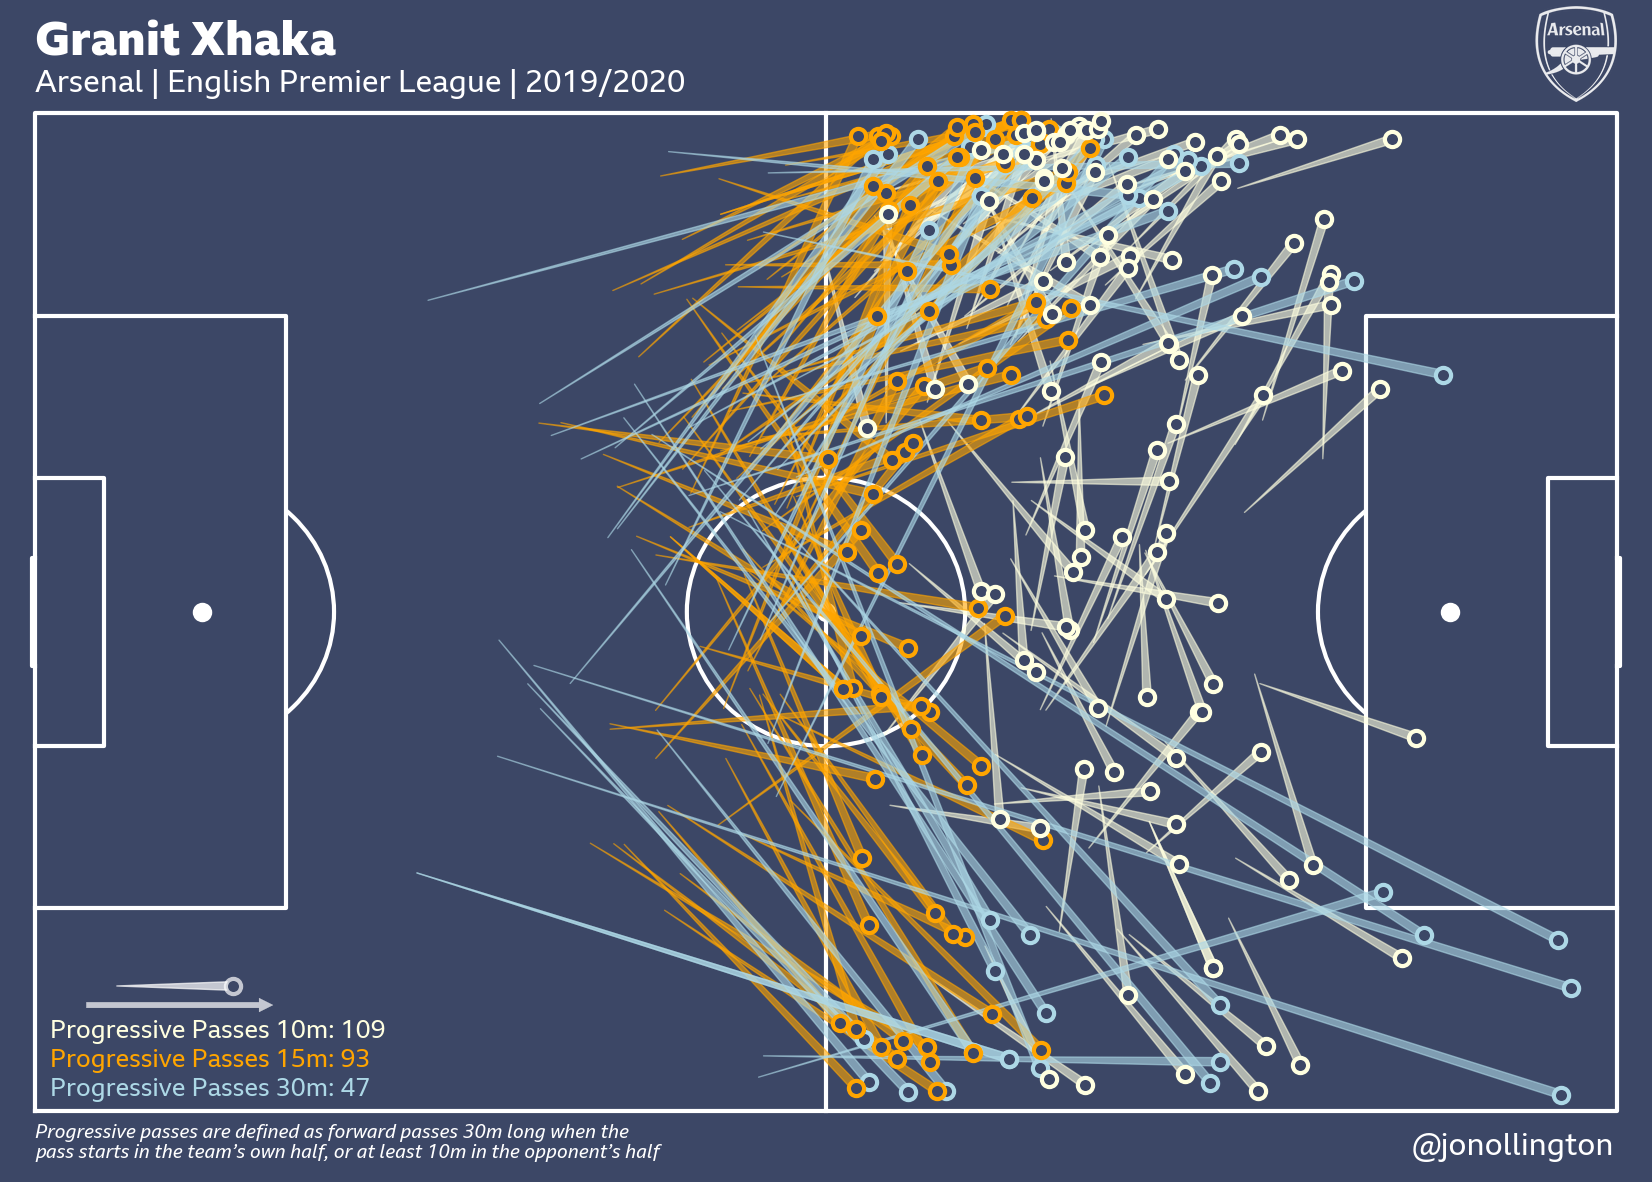 Granit Xhaka
Arsenal | English Premier League | 2019/2020
Arsenal
Progressive Passes 10m: 109
Progressive Passes 15m: 93
Progressive Passes 30m: 47
Progressive passes are defined as forward passes 30m long when the
pass starts in the team’s own half, or at least 10m in the opponent’s half
@jonollington